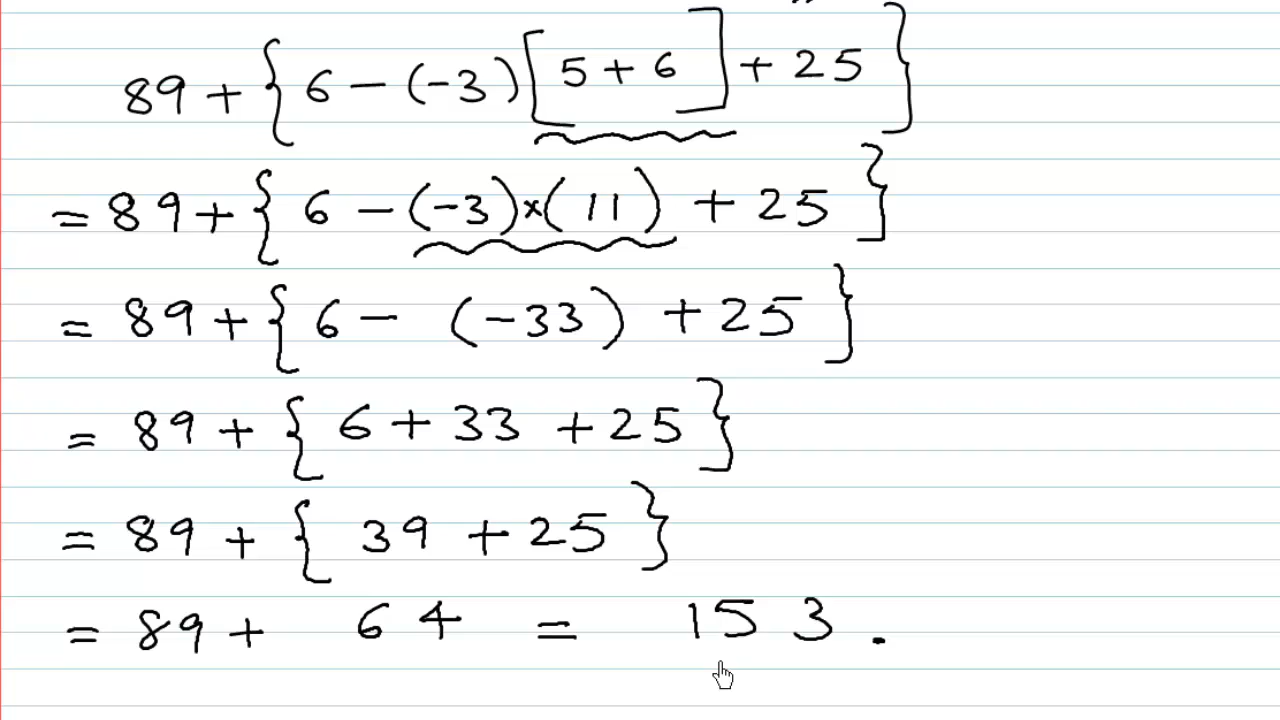 89 + { 6 - (-3) [ 5 + 6 ] + 25 }
= 89 + { 6 - (-3) × ( 11 ) + 25 }
= 89 + { 6 - (-33) + 25 }
= 89 + { 6 + 33 + 25 }
= 89 + { 39 + 25 }
= 89 + 64 = 153.